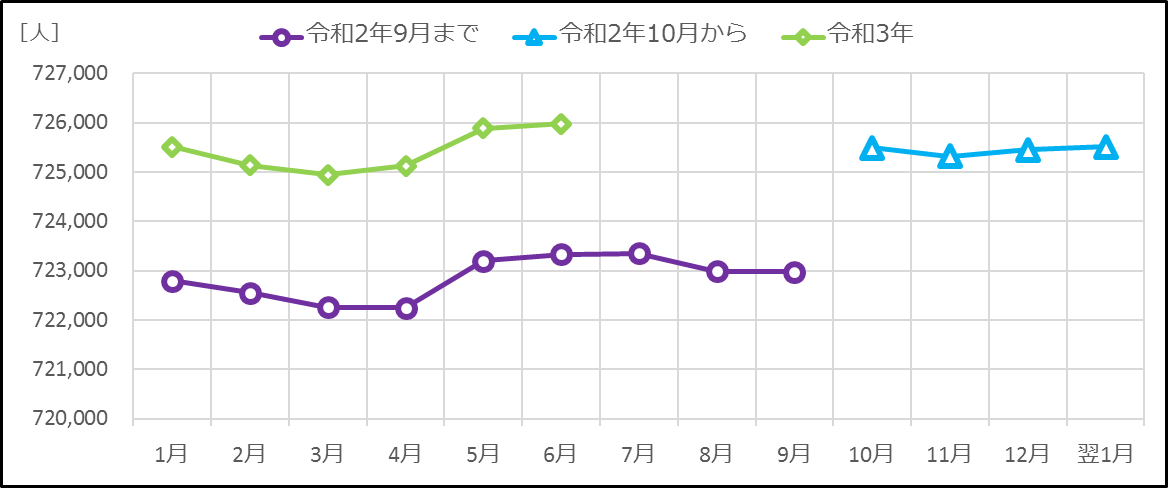 [人]
令和2年9月まで 令和2年10月から 令和3年
727,000
726,000
725,000
724,000
723,000
722,000
721,000
720,000
1月 2月 3月 4月 5月 6月 7月 8月 9月 10月 11月 12月 翌1月